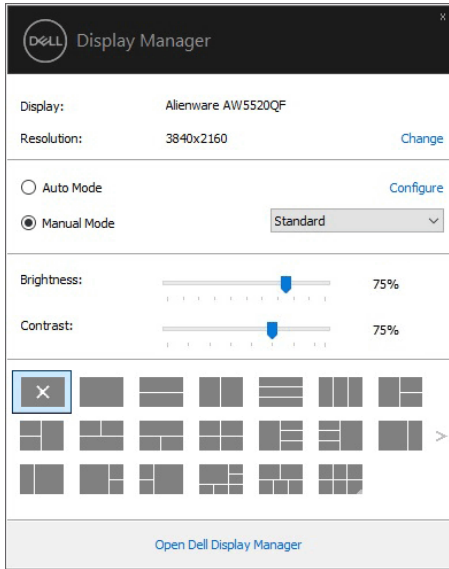 x
DELL Display Manager
Display: Alienware AW5520QF
Resolution: 3840x2160 Change
Auto Mode Configure
Manual Mode Standard
Brightness: 75%
Contrast: 75%
Open Dell Display Manager